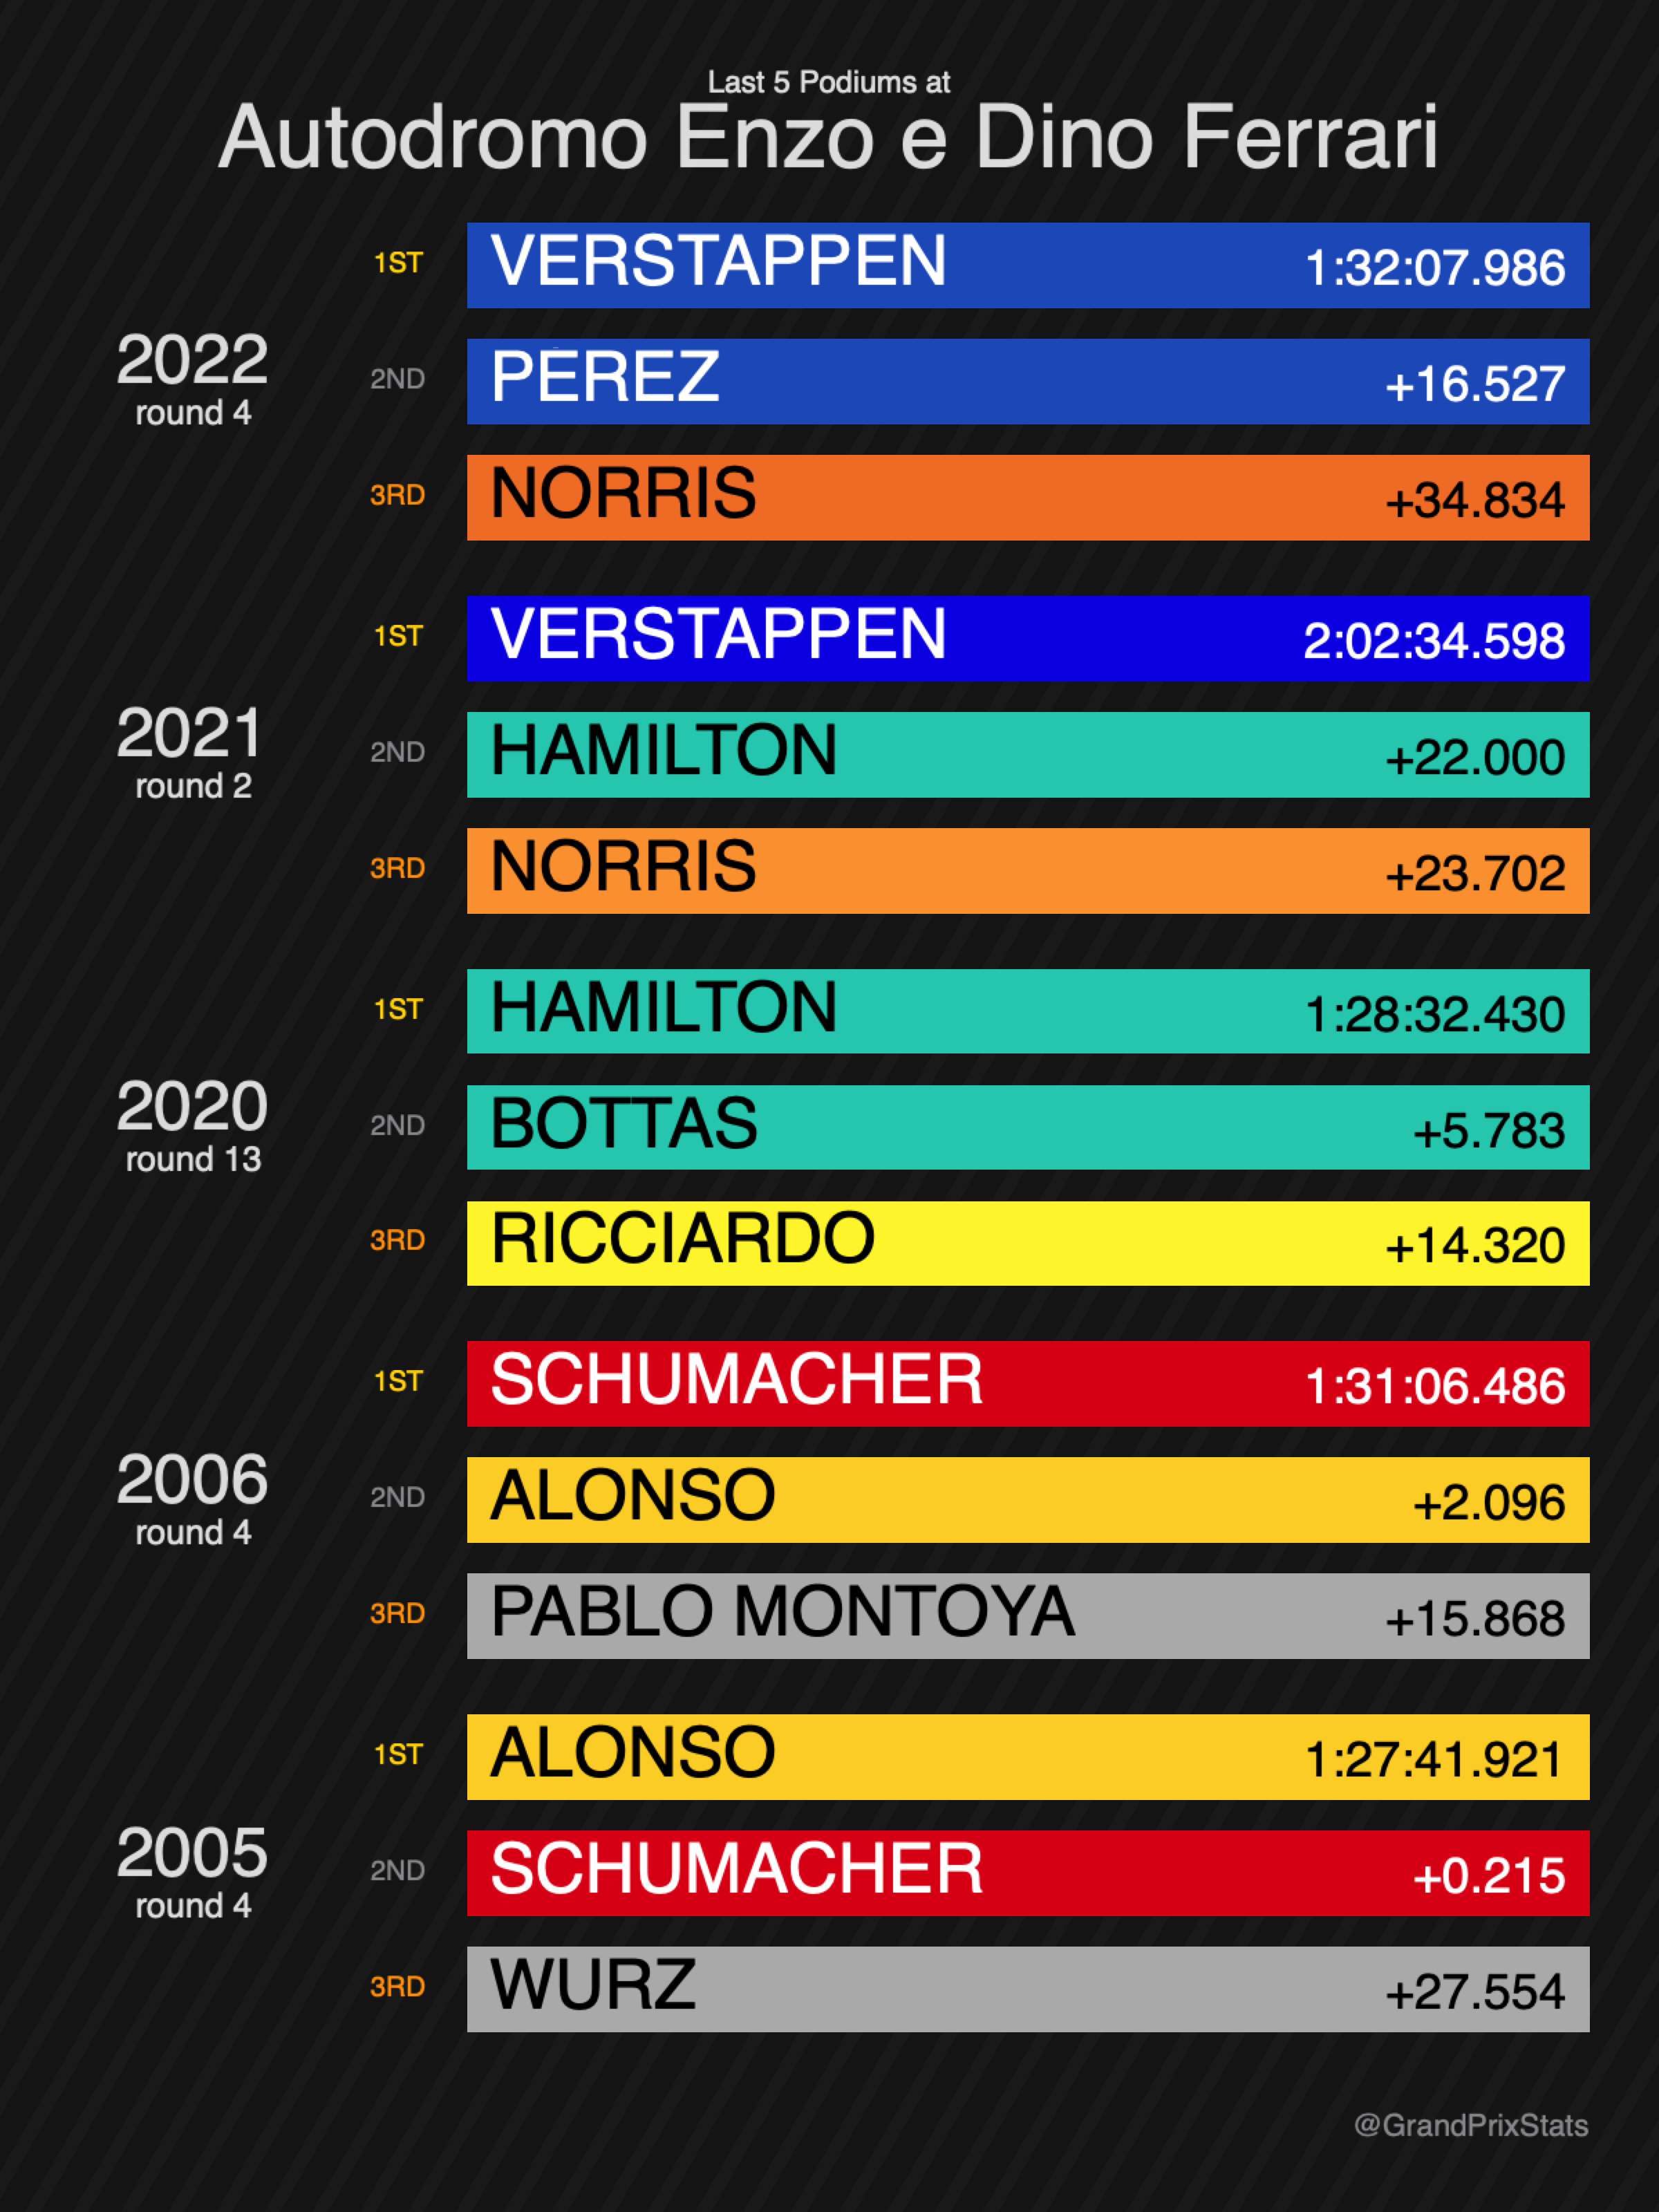 Last 5 Podiums at
Autodromo Enzo e Dino Ferrari
2022
round 4
1ST VERSTAPPEN 1:32:07.986
2ND PÉREZ +16.527
3RD NORRIS +34.834
2021
round 2
1ST VERSTAPPEN 2:02:34.598
2ND HAMILTON +22.000
3RD NORRIS +23.702
2020
round 13
1ST HAMILTON 1:28:32.430
2ND BOTTAS +5.783
3RD RICCIARDO +14.320
2006
round 4
1ST SCHUMACHER 1:31:06.486
2ND ALONSO +2.096
3RD PABLO MONTOYA +15.868
2005
round 4
1ST ALONSO 1:27:41.921
2ND SCHUMACHER +0.215
3RD WURZ +27.554
@GrandPrixStats